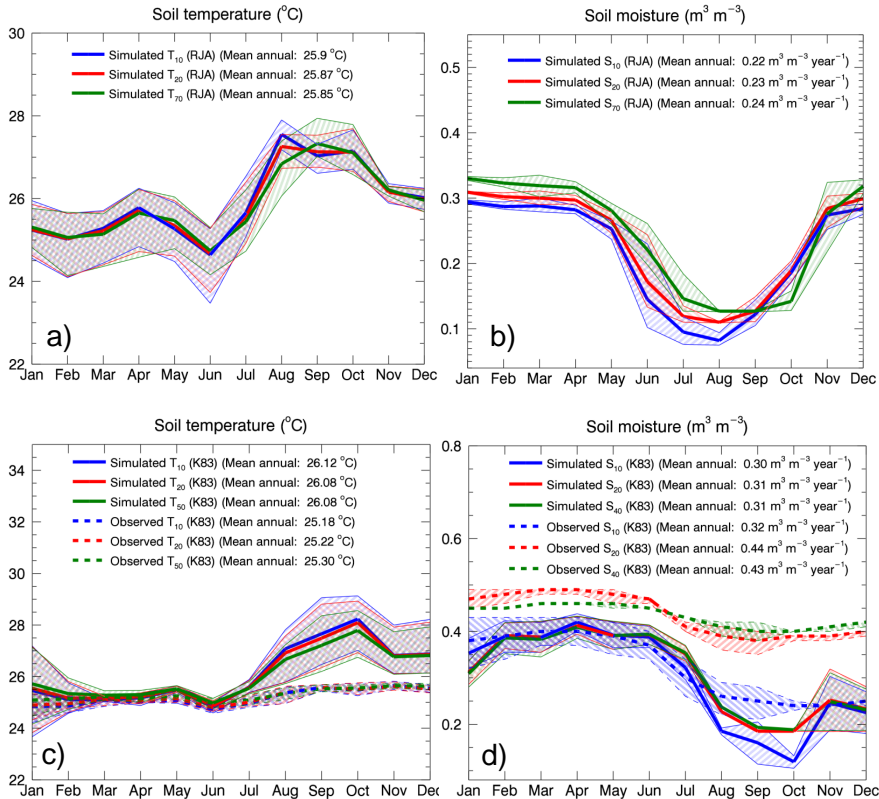 Soil temperature (°C)
30
28
26
24
22
Simulated T10 (RJA) (Mean annual: 25.9 °C)
Simulated T20 (RJA) (Mean annual: 25.87 °C)
Simulated T70 (RJA) (Mean annual: 25.85 °C)
a)
Jan Feb Mar Apr May Jun Jul Aug Sep Oct Nov Dec
Soil moisture (m³ m⁻³)
0.5
0.4
0.3
0.2
0.1
Simulated S10 (RJA) (Mean annual: 0.22 m³ m⁻³ year⁻¹)
Simulated S20 (RJA) (Mean annual: 0.23 m³ m⁻³ year⁻¹)
Simulated S70 (RJA) (Mean annual: 0.24 m³ m⁻³ year⁻¹)
b)
Jan Feb Mar Apr May Jun Jul Aug Sep Oct Nov Dec
Soil temperature (°C)
34
32
30
28
26
24
22
Simulated T10 (K83) (Mean annual: 26.12 °C)
Simulated T20 (K83) (Mean annual: 26.08 °C)
Simulated T50 (K83) (Mean annual: 26.08 °C)
Observed T10 (K83) (Mean annual: 25.18 °C)
Observed T20 (K83) (Mean annual: 25.22 °C)
Observed T50 (K83) (Mean annual: 25.30 °C)
c)
Jan Feb Mar Apr May Jun Jul Aug Sep Oct Nov Dec
Soil moisture (m³ m⁻³)
0.8
0.6
0.4
0.2
Simulated S10 (K83) (Mean annual: 0.30 m³ m⁻³ year⁻¹)
Simulated S20 (K83) (Mean annual: 0.31 m³ m⁻³ year⁻¹)
Simulated S40 (K83) (Mean annual: 0.31 m³ m⁻³ year⁻¹)
Observed S10 (K83) (Mean annual: 0.32 m³ m⁻³ year⁻¹)
Observed S20 (K83) (Mean annual: 0.44 m³ m⁻³ year⁻¹)
Observed S40 (K83) (Mean annual: 0.43 m³ m⁻³ year⁻¹)
d)
Jan Feb Mar Apr May Jun Jul Aug Sep Oct Nov Dec